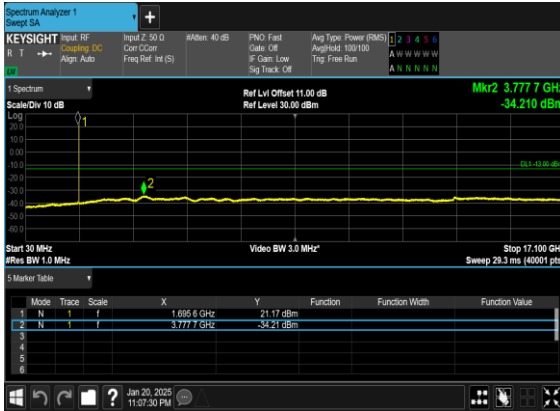 Spectrum Analyzer 1
Swept SA
+
KEYSIGHT Input: RF Input Z: 50 Ω #Atten: 40 dB PNO: Fast Avg Type: Power (RMS) 1 2 3 4 5 6
R T Coupling: DC Corr CCorr Gate: Off Avg|Hold: 100/100 A W W W W W
Align: Auto Freq Ref: Int (S) IF Gain: Low Trig: Free Run
LXI Sig Track: Off A N N N N N
1 Spectrum Ref Lvl Offset 11.00 dB Mkr2 3.777 7 GHz
Scale/Div 10 dB Ref Level 30.00 dBm -34.210 dBm
Log
20.0
10.0
0.00
-10.0
DL1 -13.00 dBm
-20.0
-30.0
-40.0
-50.0
-60.0
1
2
Start 30 MHz Video BW 3.0 MHz* Stop 17.100 GHz
#Res BW 1.0 MHz Sweep 29.3 ms (40001 pts)
5 Marker Table
Mode Trace Scale X Y Function Function Width Function Value
1 N 1 f 1.695 6 GHz 21.17 dBm
2 N 1 f 3.777 7 GHz -34.21 dBm
3
4
5
6
? Jan 20, 2025
11:07:30 PM